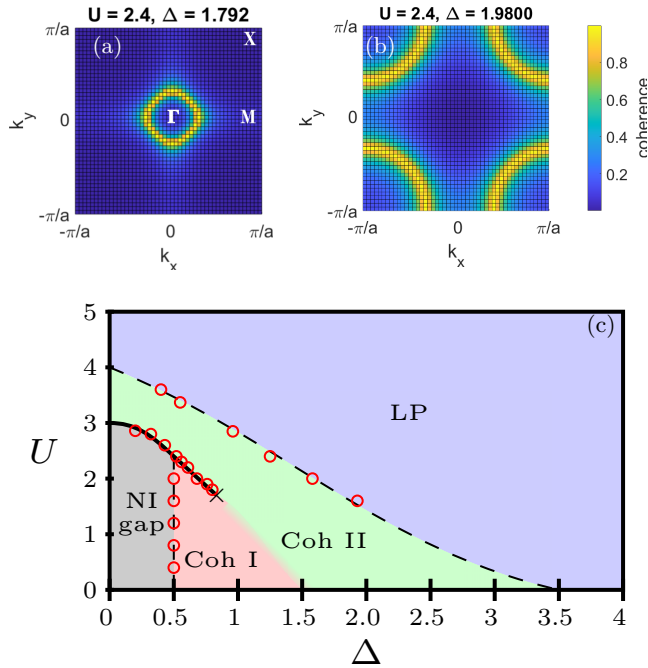 U = 2.4, Δ = 1.792
U = 2.4, Δ = 1.9800
π/a
(a)
X
k_y
0
Γ
M
-π/a
-π/a
0
π/a
k_x
π/a
(b)
k_y
0
-π/a
-π/a
0
π/a
k_x
0.8
0.6
0.4
0.2
coherence
5
4
3
2
1
0
U
(c)
LP
NI
gap
Coh I
Coh II
0 0.5 1 1.5 2.0 2.5 3 3.5 4
Δ